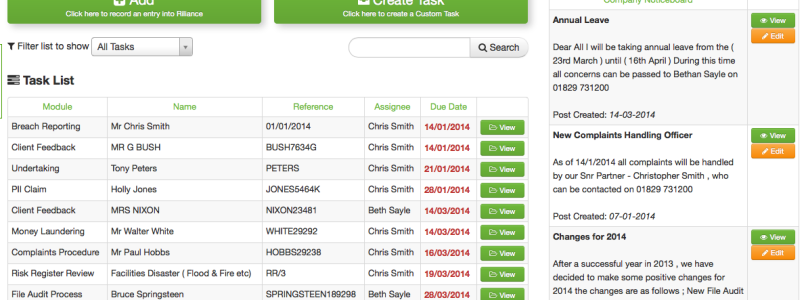 Add
Click here to record an entry into Riliance
Create Task
Click here to create a Custom Task
Filter list to show
All Tasks
Search
Task List
Module Name Reference Assignee Due Date
Breach Reporting Mr Chris Smith 01/01/2014 Chris Smith 14/01/2014 View
Client Feedback MR G BUSH BUSH7634G Chris Smith 14/01/2014 View
Undertaking Tony Peters PETERS Chris Smith 21/01/2014 View
PII Claim Holly Jones JONES5464K Chris Smith 28/01/2014 View
Client Feedback MRS NIXON NIXON23481 Beth Sayle 14/03/2014 View
Money Laundering Mr Walter White WHITE29292 Chris Smith 14/03/2014 View
Complaints Procedure Mr Paul Hobbs HOBBS29238 Chris Smith 16/03/2014 View
Risk Register Review Facilities Disaster ( Flood & Fire etc) RR/3 Chris Smith 19/03/2014 View
File Audit Process Bruce Springsteen SPRINGSTEEN189298 Beth Sayle 28/03/2014 View
Company Noticeboard
Annual Leave
View
Edit
Dear All I will be taking annual leave from the (
23rd March ) until ( 16th April ) During this time
all concerns can be passed to Bethan Sayle on
01829 731200
Post Created: 14-03-2014
New Complaints Handling Officer
View
Edit
As of 14/1/2014 all complaints will be handled
by our Snr Partner - Christopher Smith , who
can be contacted on 01829 731200
Post Created: 07-01-2014
Changes for 2014
View
Edit
After a successful year in 2013 , we have
decided to make some positive changes for
2014 the changes are as follows ; New File Audit